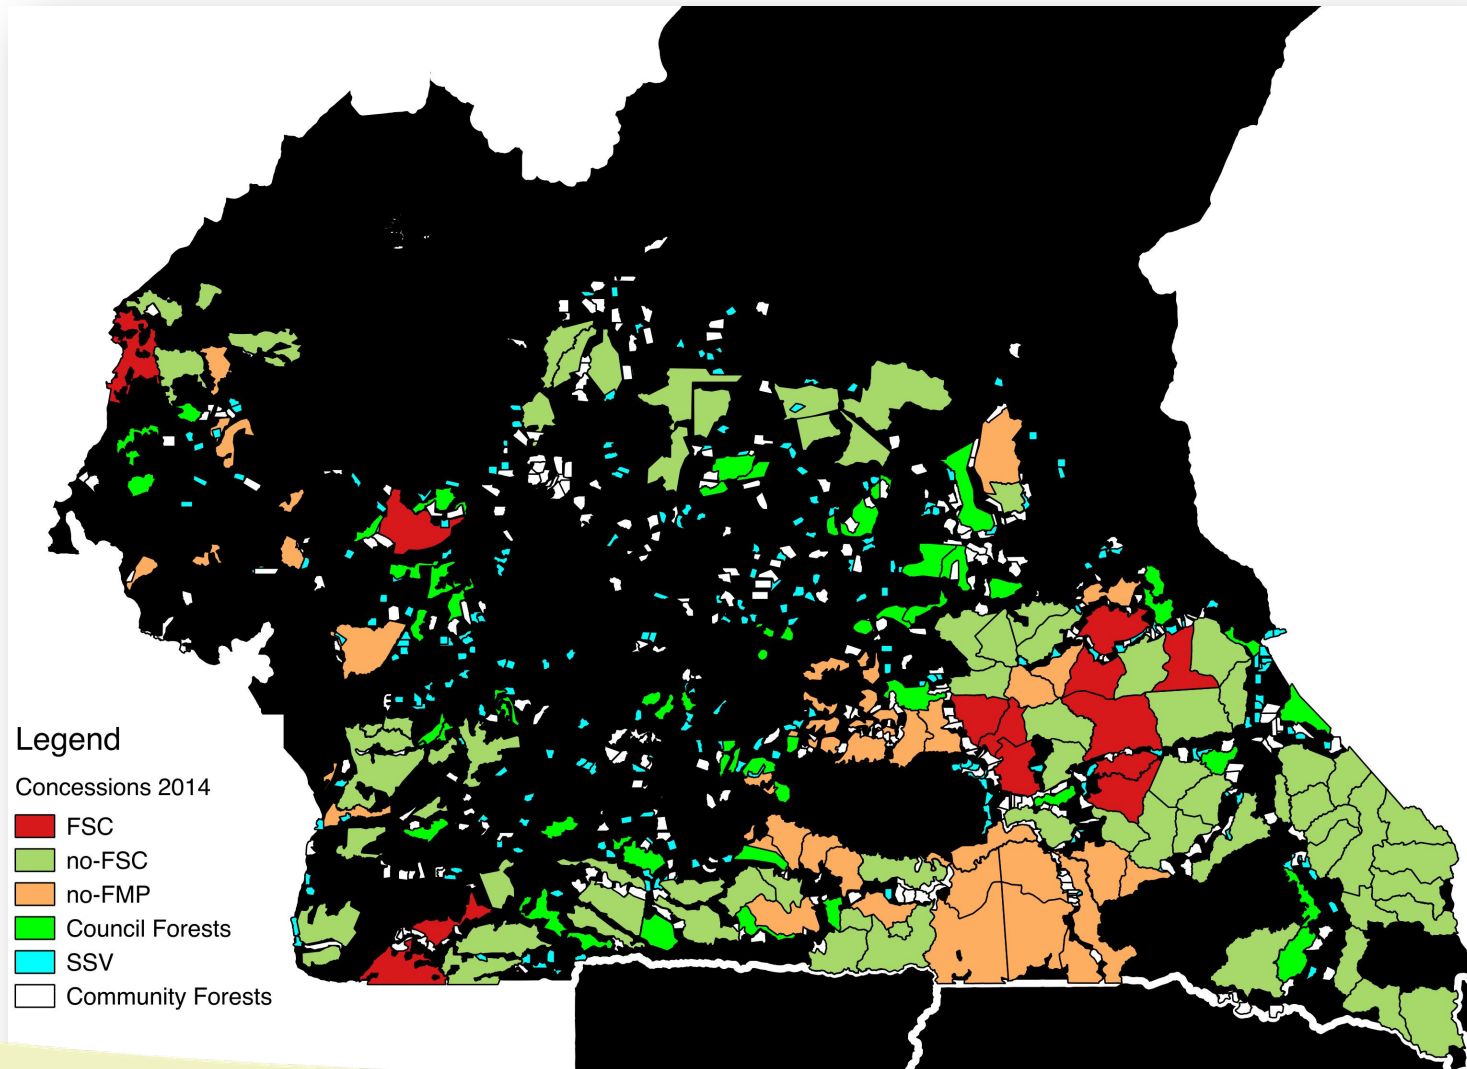 Legend
Concessions 2014
FSC
no-FSC
no-FMP
Council Forests
SSV
Community Forests